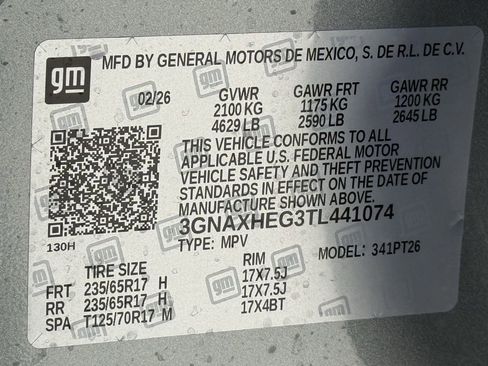 gm MFD BY GENERAL MOTORS DE MEXICO, S. DE R.L. DE C.V.
02/26 GVWR GAWR FRT GAWR RR
2100 KG 1175 KG 1200 KG
4629 LB 2590 LB 2645 LB
THIS VEHICLE CONFORMS TO ALL
APPLICABLE U.S. FEDERAL MOTOR
VEHICLE SAFETY AND THEFT PREVENTION
STANDARDS IN EFFECT ON THE DATE OF
MANUFACTURE SHOWN ABOVE.
3GNAXHEG3TL441074
130H TYPE: MPV MODEL: 341PT26
TIRE SIZE RIM
FRT 235/65R17 H 17X7.5J
RR 235/65R17 H 17X7.5J
SPA T125/70R17 M 17X4BT